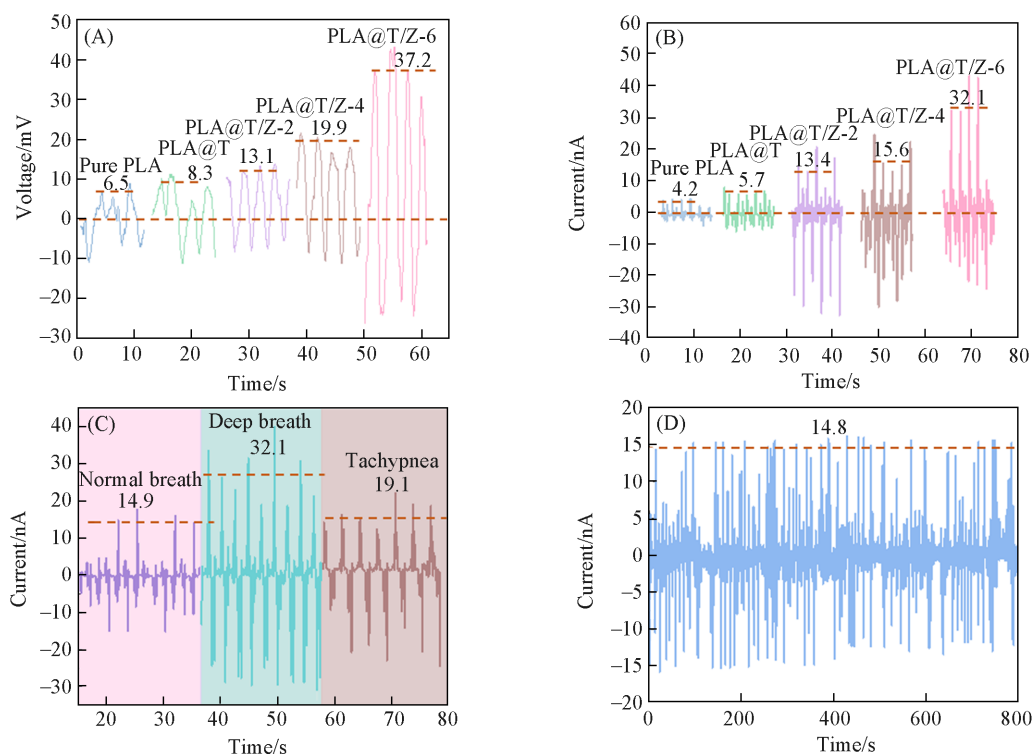 (A)
Voltage/mV
50
40
30
20
10
0
−10
−20
−30
Pure PLA
6.5
PLA@T
8.3
PLA@T/Z-2
13.1
PLA@T/Z-4
19.9
PLA@T/Z-6
37.2
0 10 20 30 40 50 60
Time/s
(B)
Current/nA
60
50
40
30
20
10
0
−10
−20
−30
40
Pure PLA
4.2
PLA@T
5.7
PLA@T/Z-2
13.4
PLA@T/Z-4
15.6
PLA@T/Z-6
32.1
0 10 20 30 40 50 60 70 80
Time/s
(C)
Current/nA
40
30
20
10
0
−10
−20
−30
Normal breath
14.9
Deep breath
32.1
Tachypnea
19.1
20 30 40 50 60 70 80
Time/s
(D)
Current/nA
20
15
10
5
0
−5
−10
−15
−20
14.8
0 200 400 600 800
Time/s